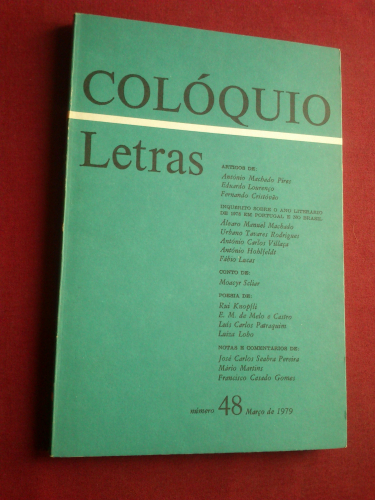 COLÓQUIO
Letras
ARTIGOS DE:
António Machado Pires
Eduardo Lourenço
Fernando Cristóvão
INQUÉRITO SOBRE O ANO LITERÁRIO
DE 1978 EM PORTUGAL E NO BRASIL
Álvaro Manuel Machado
Urbano Tavares Rodrigues
António Carlos Villaça
António Hohlfeldt
Fábio Lucas
CONTO DE:
Moacyr Scliar
POESIA DE:
Rui Knopfli
E. M. de Melo e Castro
Luís Carlos Patraquim
Luiza Lobo
NOTAS E COMENTÁRIOS DE:
José Carlos Seabra Pereira
Mário Martins
Francisco Casado Gomes
número 48 Março de 1979